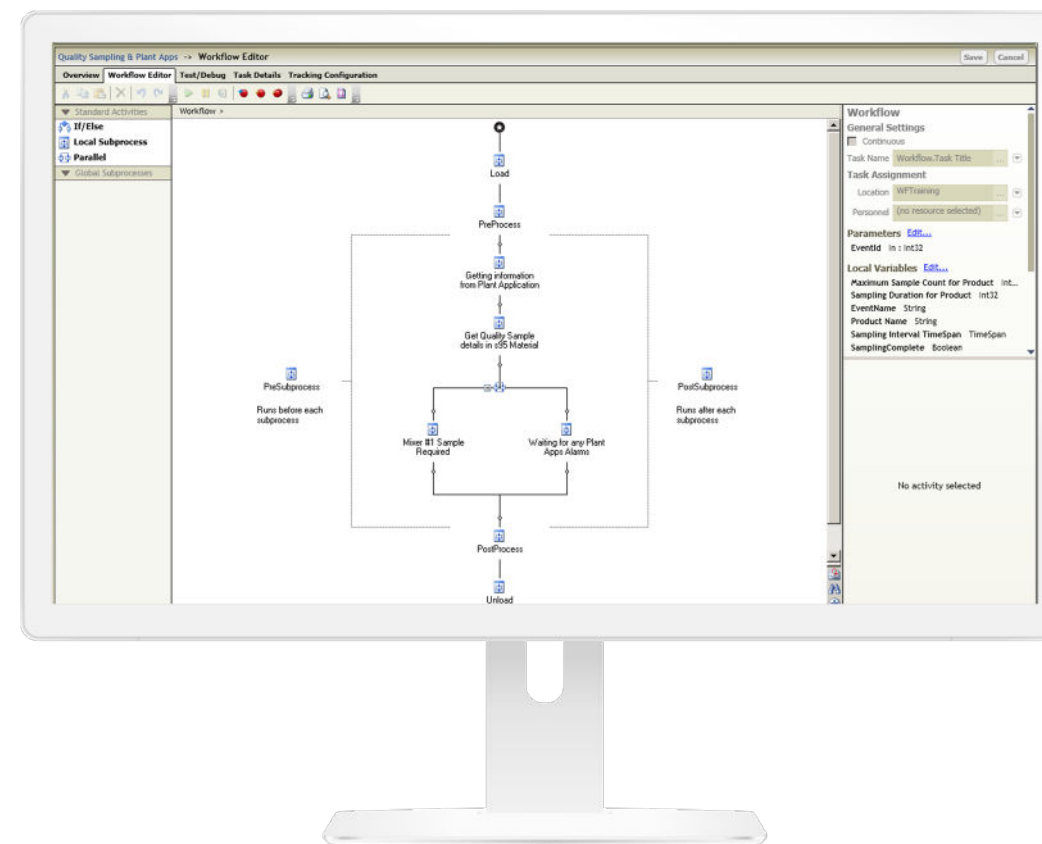 Quality Sampling & Plant Apps -> Workflow Editor
Save Cancel
Overview Workflow Editor Test/Debug Task Details Tracking Configuration
Standard Activities
If/Else
Local Subprocess
Parallel
Global Subprocesses
Workflow >
Load
PreProcess
Getting information
from Plant Application
Get Quality Sample
details in s95 Material
PreSubprocess
Runs before each
subprocess
Mixer #1 Sample
Required
Waiting for any Plant
Apps Alarms
PostSubprocess
Runs after each
subprocess
PostProcess
Unload
Workflow
General Settings
Continuous
Task Name Workflow.Task Title ...
Task Assignment
Location WFTraining ...
Personnel (no resource selected) ...
Parameters Edit...
EventId In : Int32
Local Variables Edit...
Maximum Sample Count for Product Int...
Sampling Duration for Product Int32
EventName String
Product Name String
Sampling Interval TimeSpan TimeSpan
SamplingComplete Boolean
No activity selected